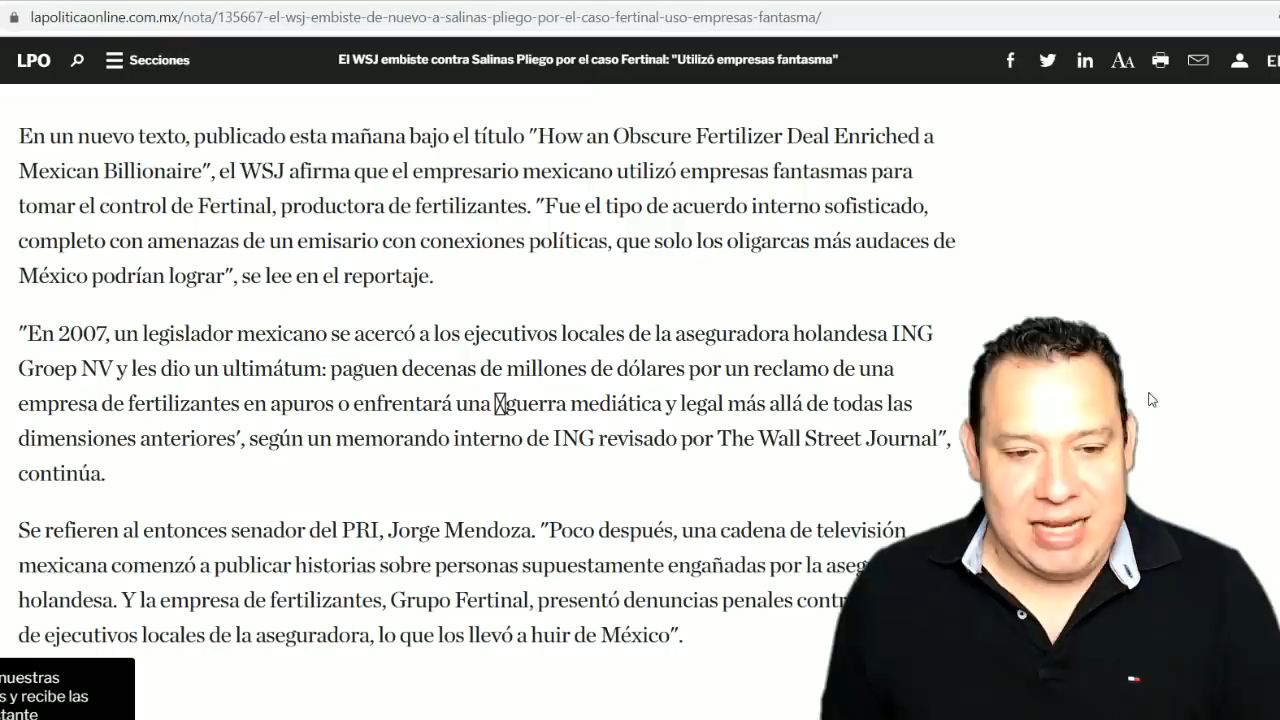 lapoliticaonline.com.mx/nota/135667-el-wsj-embiste-de-nuevo-a-salinas-pliego-por-el-caso-fertinal-uso-empresas-fantasma/
LPO Secciones El WSJ embiste contra Salinas Pliego por el caso Fertinal: "Utilizó empresas fantasma"
En un nuevo texto, publicado esta mañana bajo el título "How an Obscure Fertilizer Deal Enriched a
Mexican Billionaire", el WSJ afirma que el empresario mexicano utilizó empresas fantasmas para
tomar el control de Fertinal, productora de fertilizantes. "Fue el tipo de acuerdo interno sofisticado,
completo con amenazas de un emisario con conexiones políticas, que solo los oligarcas más audaces de
México podrían lograr", se lee en el reportaje.
"En 2007, un legislador mexicano se acercó a los ejecutivos locales de la aseguradora holandesa ING
Groep NV y les dio un ultimátum: paguen decenas de millones de dólares por un reclamo de una
empresa de fertilizantes en apuros o enfrentará una guerra mediática y legal más allá de todas las
dimensiones anteriores', según un memorando interno de ING revisado por The Wall Street Journal",
continúa.
Se refieren al entonces senador del PRI, Jorge Mendoza. "Poco después, una cadena de televisión
mexicana comenzó a publicar historias sobre personas supuestamente engañadas por la
holandesa. Y la empresa de fertilizantes, Grupo Fertinal, presentó denuncias penales
de ejecutivos locales de la aseguradora, lo que los llevó a huir de México".
nuestras
s y recibe las